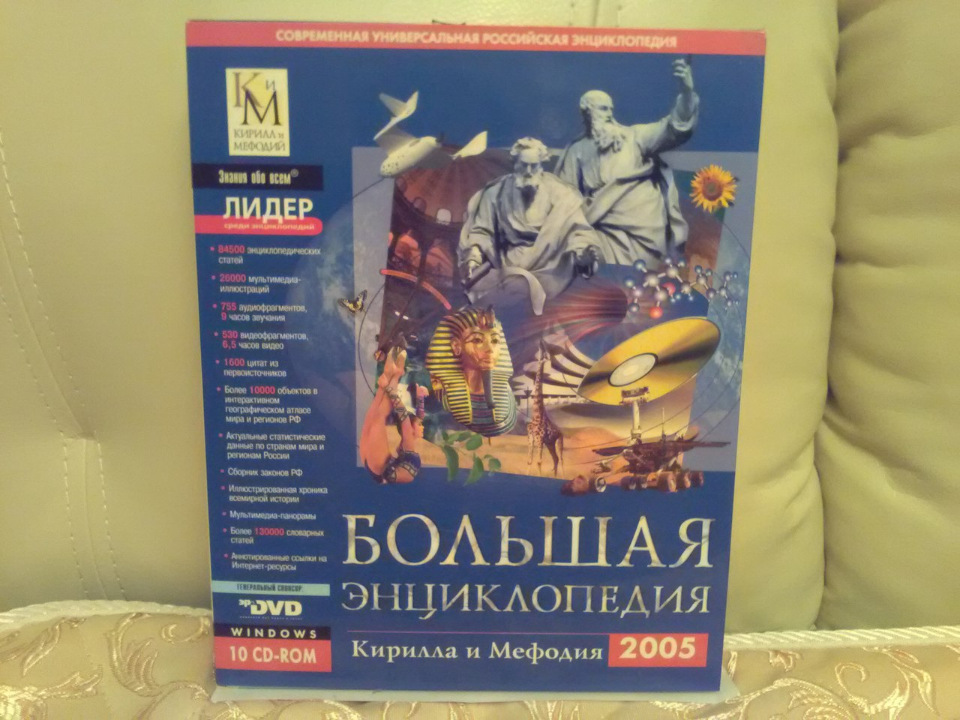 СОВРЕМЕННАЯ УНИВЕРСАЛЬНАЯ РОССИЙСКАЯ ЭНЦИКЛОПЕДИЯ
К и М
КИРИЛЛ и
МЕФОДИЙ
Знания обо всем®
ЛИДЕР
среди энциклопедий
• 84500 энциклопедических
статей
• 26000 мультимедиа-
иллюстраций
• 755 аудиофрагментов,
9 часов звучания
• 530 видеофрагментов,
6,5 часов видео
• 1600 цитат из
первоисточников
• Более 10000 объектов в
интерактивном
географическом атласе
мира и регионов РФ
• Актуальные статистические
данные по странам мира и
регионам России
• Сборник законов РФ
• Иллюстрированная хроника
всемирной истории
• Мультимедиа-панорамы
• Более 130000 словарных
статей
• Аннотированные ссылки на
Интернет-ресурсы
ГЕНЕРАЛЬНЫЙ СПОНСОР:
DVD
WINDOWS
10 CD-ROM
БОЛЬШАЯ
ЭНЦИКЛОПЕДИЯ
Кирилла и Мефодия 2005